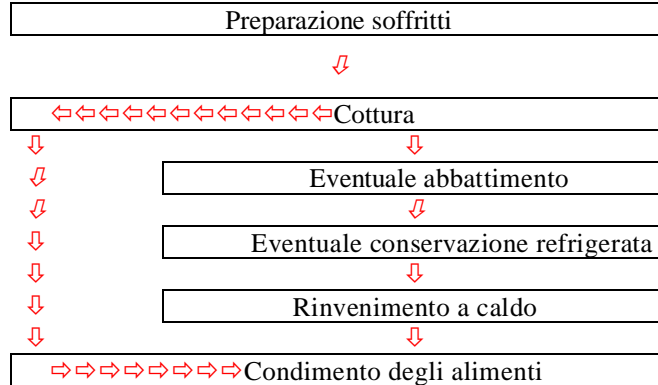 Preparazione soffritti
Cottura
Eventuale abbattimento
Eventuale conservazione refrigerata
Rinvenimento a caldo
Condimento degli alimenti